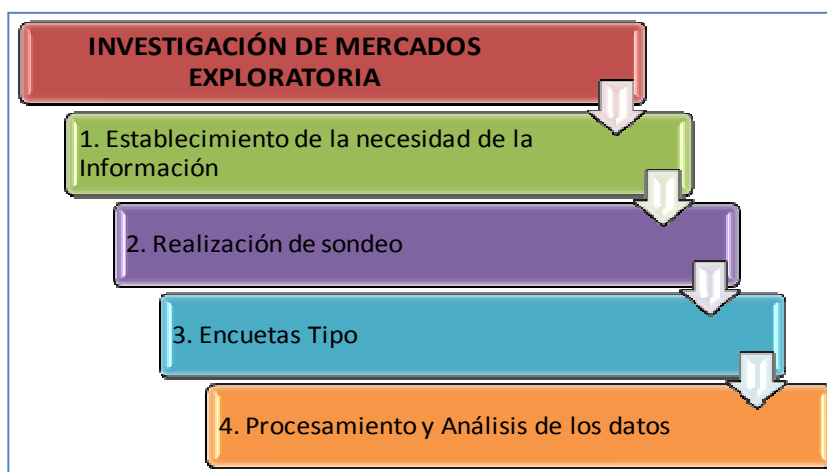 INVESTIGACIÓN DE MERCADOS
EXPLORATORIA
1. Establecimiento de la necesidad de la
Información
2. Realización de sondeo
3. Encuetas Tipo
4. Procesamiento y Análisis de los datos